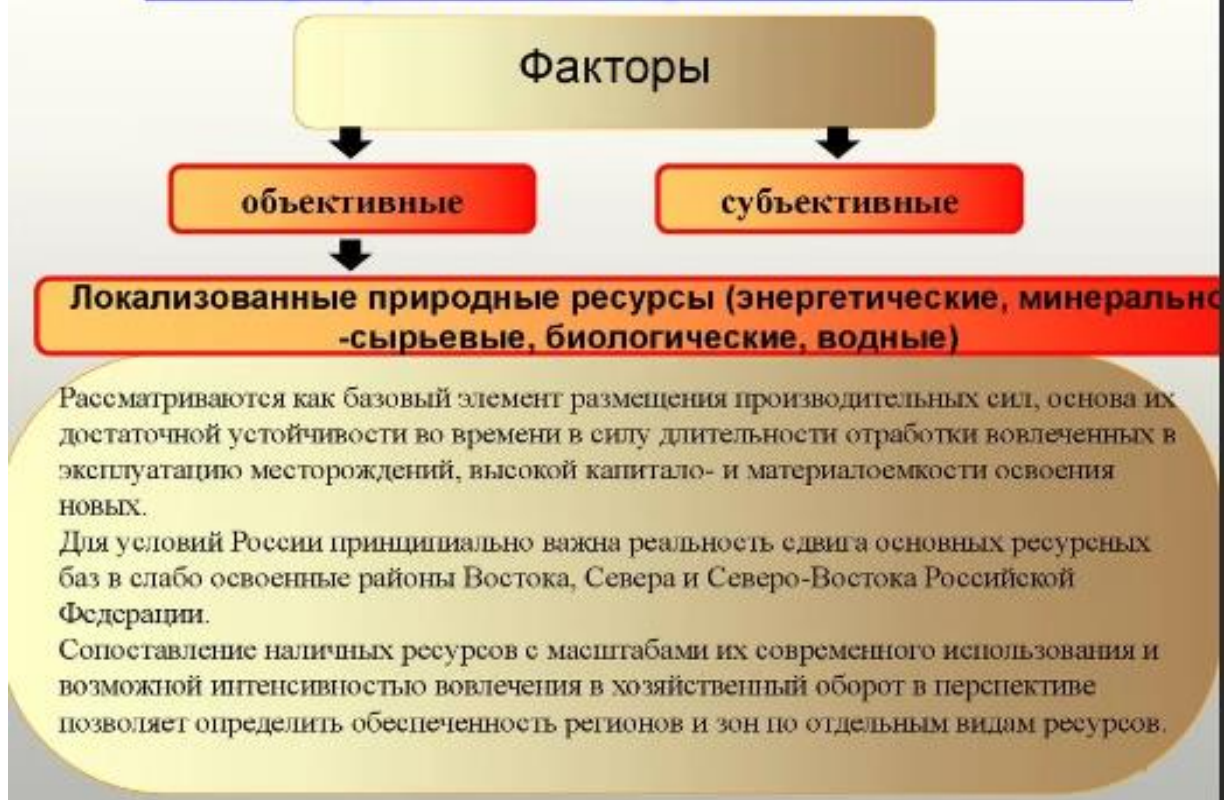 Факторы
объективные
субъективные
Локализованные природные ресурсы (энергетические, минерально
-сырьевые, биологические, водные)
Рассматриваются как базовый элемент размещения производительных сил, основа их
достаточной устойчивости во времени в силу длительности отработки вовлеченных в
эксплуатацию месторождений, высокой капитало- и материалоемкости освоения
новых.
Для условий России принципиально важна реальность сдвига основных ресурсных
баз в слабо освоенные районы Востока, Севера и Северо-Востока Российской
Федерации.
Сопоставление наличных ресурсов с масштабами их современного использования и
возможной интенсивностью вовлечения в хозяйственный оборот в перспективе
позволяет определить обеспеченность регионов и зон по отдельным видам ресурсов.